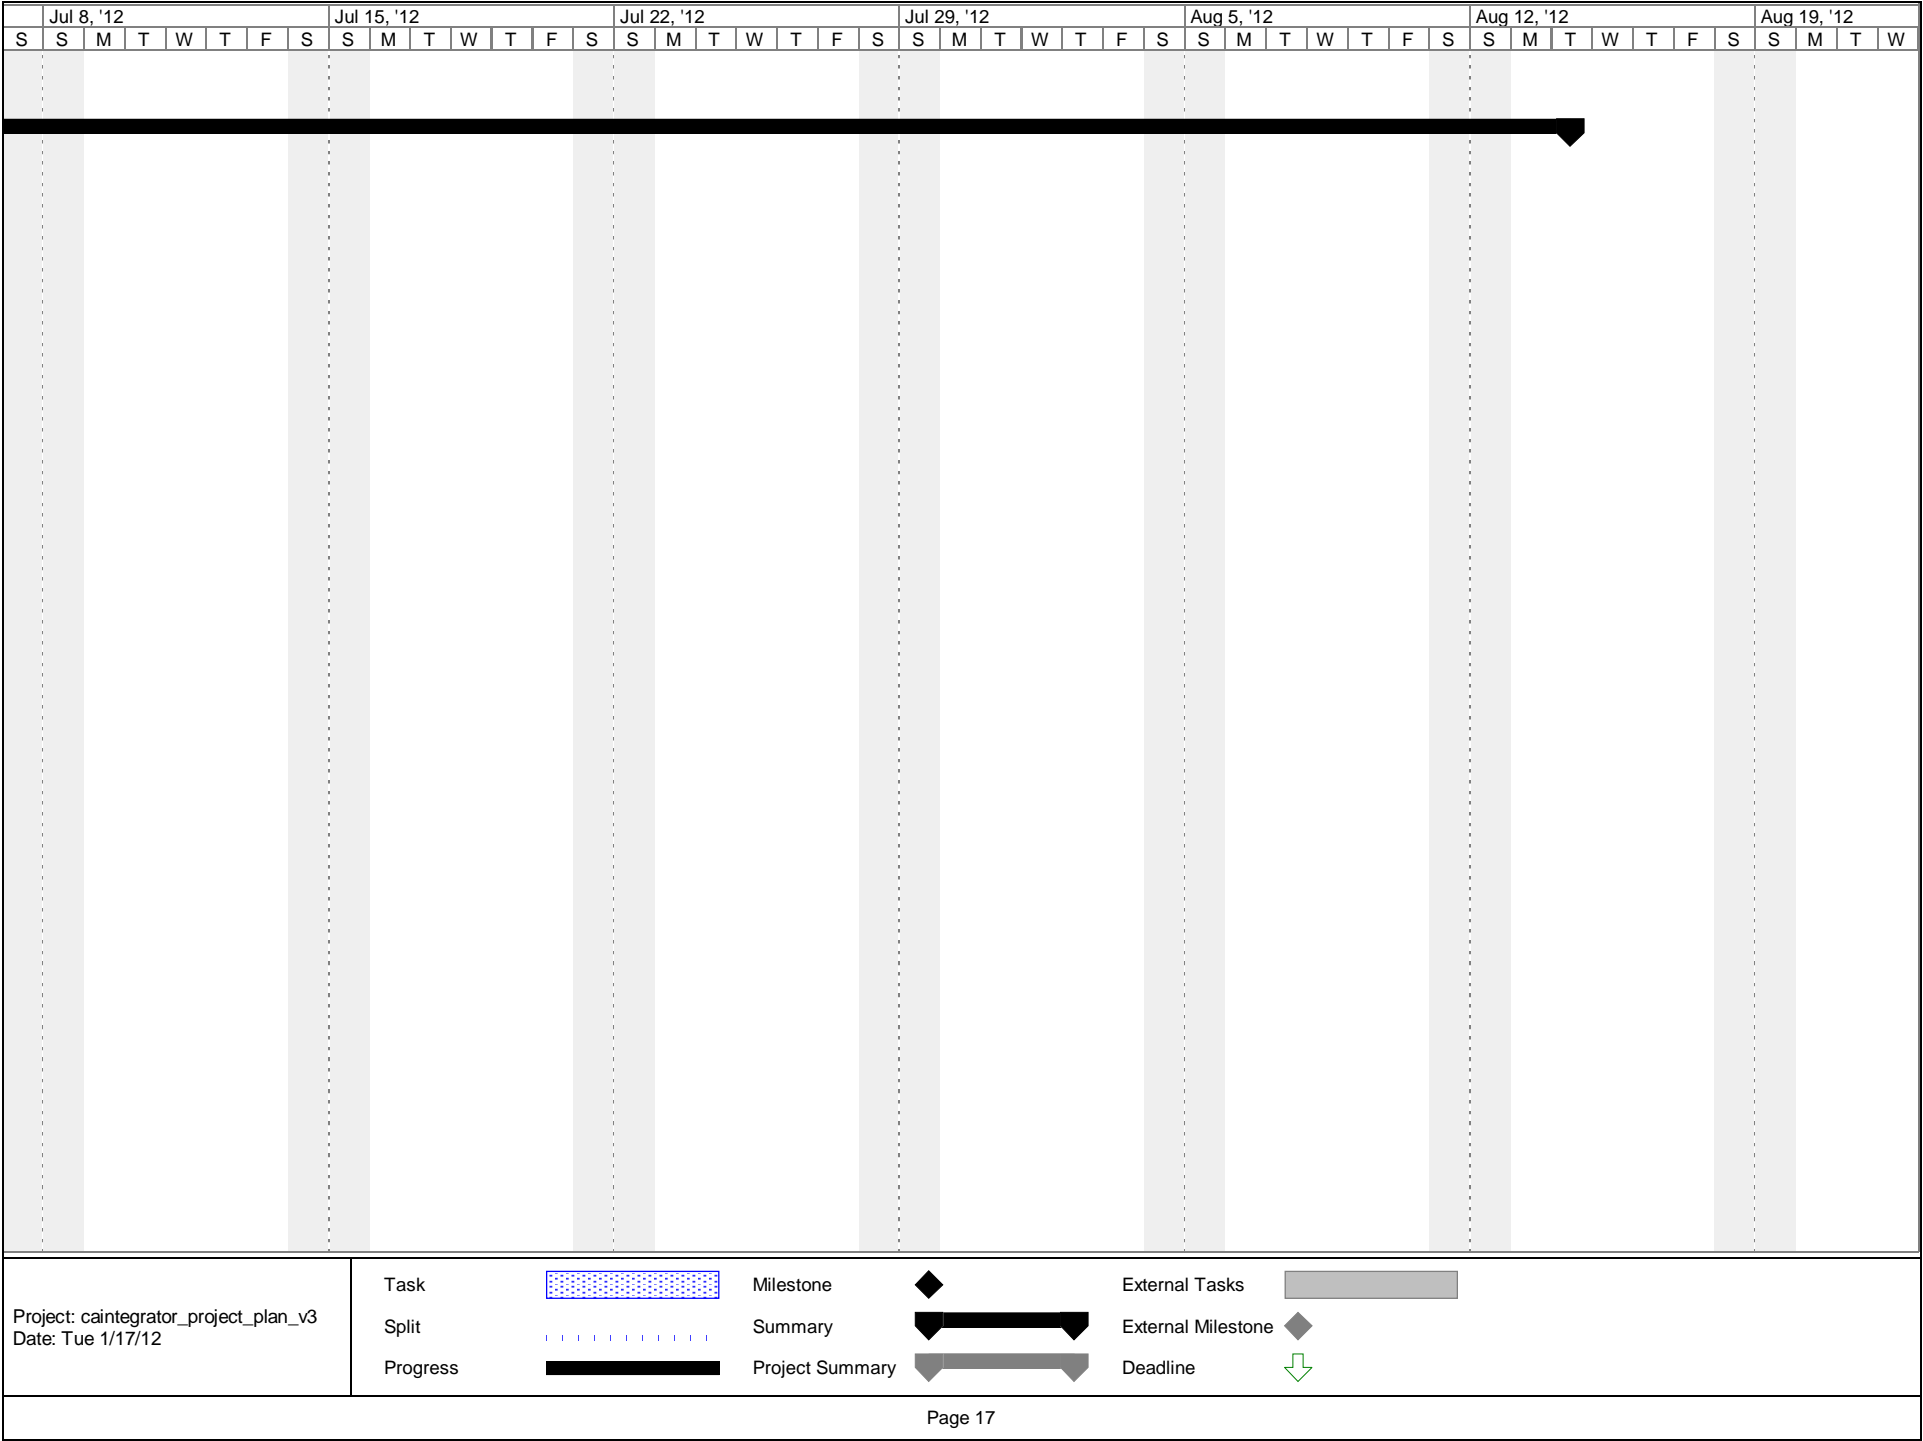 Jul 8, '12 Jul 15, '12 Jul 22, '12 Jul 29, '12 Aug 5, '12 Aug 12, '12 Aug 19, '12
S S M T W T F S S M T W T F S S M T W T F S S M T W T F S S M T W T F S S M T W T F S S M T W
Task Milestone External Tasks
Project: caintegrator_project_plan_v3
Date: Tue 1/17/12
Split Summary External Milestone
Progress Project Summary Deadline
Page 17